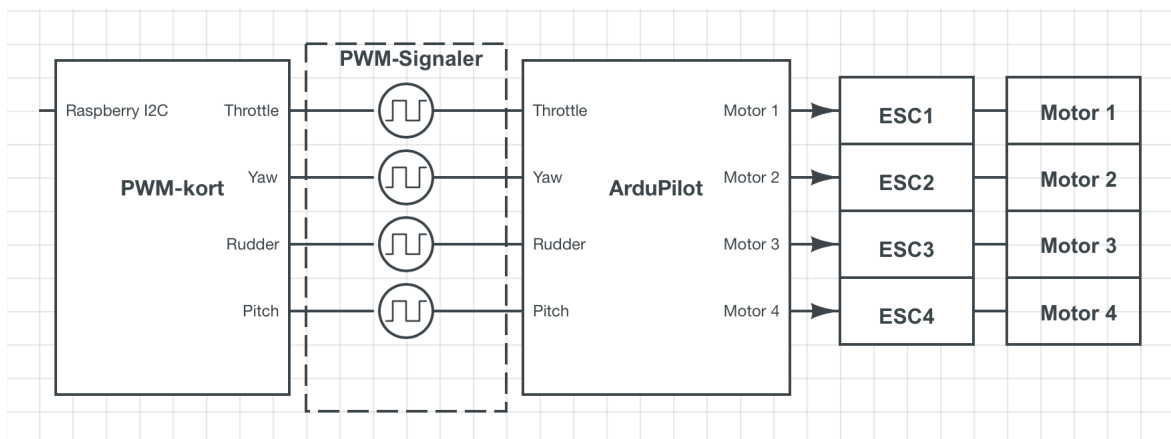 PWM-Signaler
Raspberry I2C
Throttle
Yaw
Rudder
Pitch
PWM-kort
Throttle
Yaw
Rudder
Pitch
ArduPilot
Motor 1
Motor 2
Motor 3
Motor 4
ESC1
ESC2
ESC3
ESC4
Motor 1
Motor 2
Motor 3
Motor 4